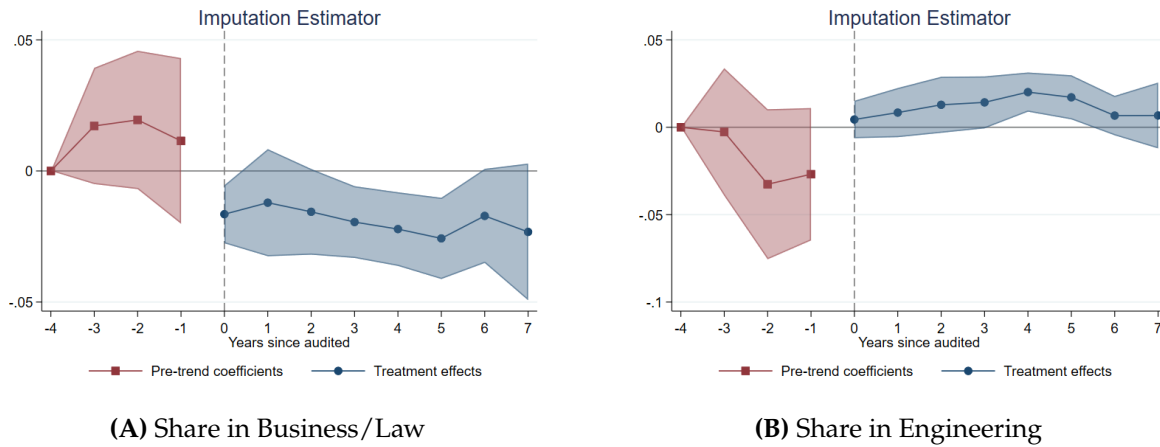 Imputation Estimator
.05
0
-.05
-4 -3 -2 -1 0 1 2 3 4 5 6 7
Years since audited
Pre-trend coefficients Treatment effects
(A) Share in Business/Law
Imputation Estimator
.05
0
-.05
-.1
-4 -3 -2 -1 0 1 2 3 4 5 6 7
Years since audited
Pre-trend coefficients Treatment effects
(B) Share in Engineering